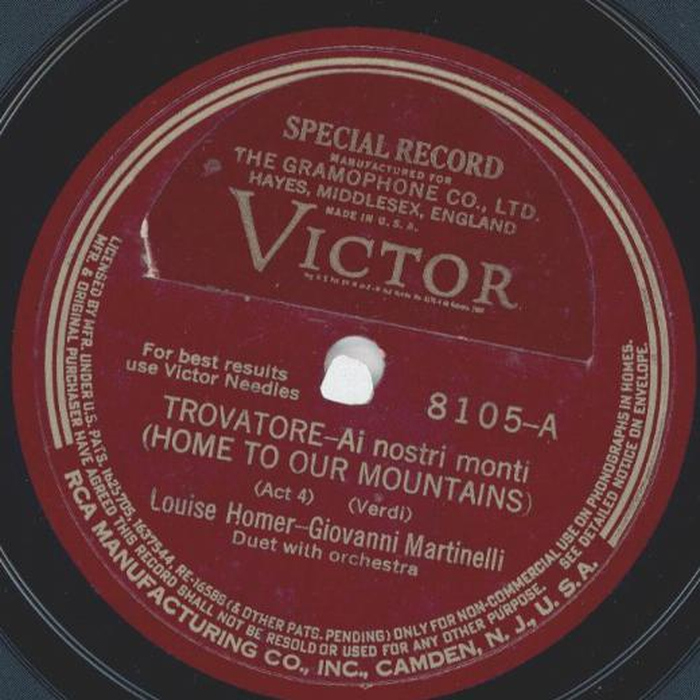 SPECIAL RECORD
MANUFACTURED FOR
THE GRAMOPHONE CO., LTD.
HAYES, MIDDLESEX, ENGLAND
MADE IN U. S. A.
VICTOR
For best results
use Victor Needles
8105-A
TROVATORE-Ai nostri monti
(HOME TO OUR MOUNTAINS)
(Act 4) (Verdi)
Louise Homer-Giovanni Martinelli
Duet with orchestra
LICENSED BY MFR. UNDER U.S. PATS. 1625705, 1637544, RE-16588 (& OTHER PATS. PENDING) ONLY FOR NON-COMMERCIAL USE ON PHONOGRAPHS IN HOMES.
MFR. & ORIGINAL PURCHASER HAVE AGREED THIS RECORD SHALL NOT BE RESOLD OR USED FOR ANY OTHER PURPOSE. SEE DETAILED NOTICE ON ENVELOPE.
RCA MANUFACTURING CO., INC., CAMDEN, N. J., U. S. A.